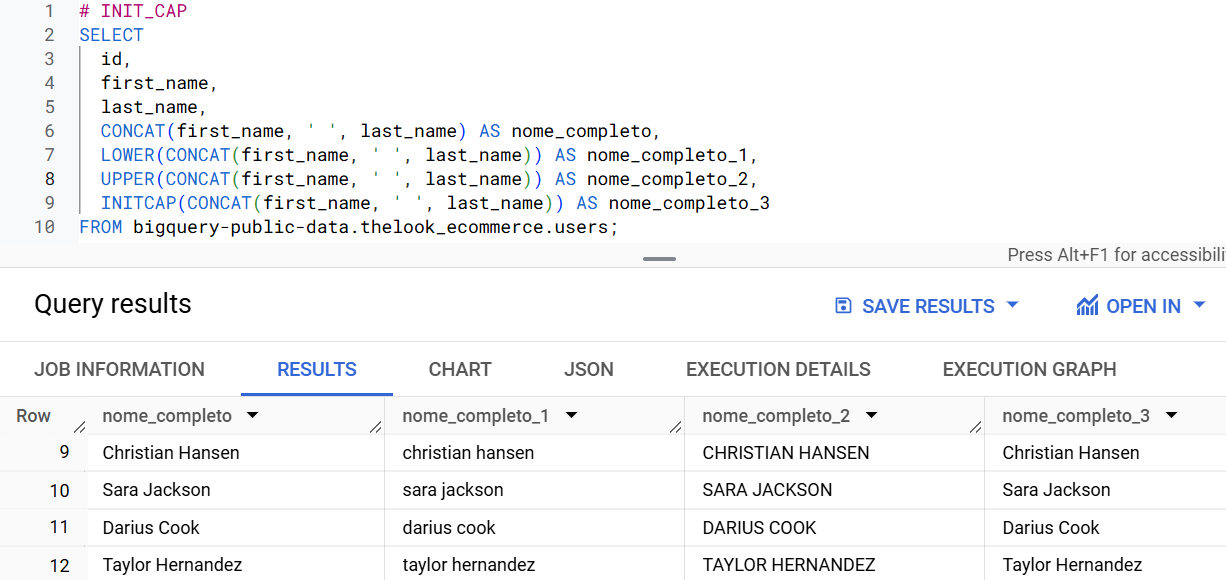 1 # INIT_CAP
2 SELECT
3 id,
4 first_name,
5 last_name,
6 CONCAT(first_name, ' ', last_name) AS nome_completo,
7 LOWER(CONCAT(first_name, ' ', last_name)) AS nome_completo_1,
8 UPPER(CONCAT(first_name, ' ', last_name)) AS nome_completo_2,
9 INITCAP(CONCAT(first_name, ' ', last_name)) AS nome_completo_3
10 FROM bigquery-public-data.thelook_ecommerce.users;
Press Alt+F1 for accessibili
Query results SAVE RESULTS OPEN IN
JOB INFORMATION RESULTS CHART JSON EXECUTION DETAILS EXECUTION GRAPH
Row nome_completo nome_completo_1 nome_completo_2 nome_completo_3
9 Christian Hansen christian hansen CHRISTIAN HANSEN Christian Hansen
10 Sara Jackson sara jackson SARA JACKSON Sara Jackson
11 Darius Cook darius cook DARIUS COOK Darius Cook
12 Taylor Hernandez taylor hernandez TAYLOR HERNANDEZ Taylor Hernandez